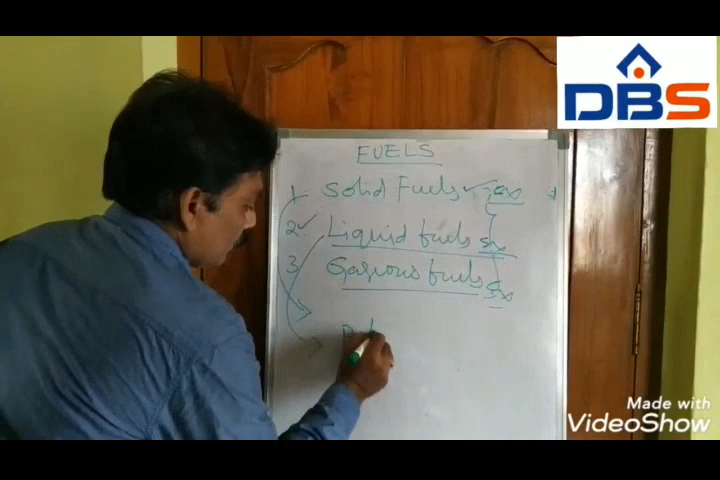 DBS
FUELS
1. Solid Fuels
2. Liquid fuels
3. Gaseous fuels
Made with
VideoShow